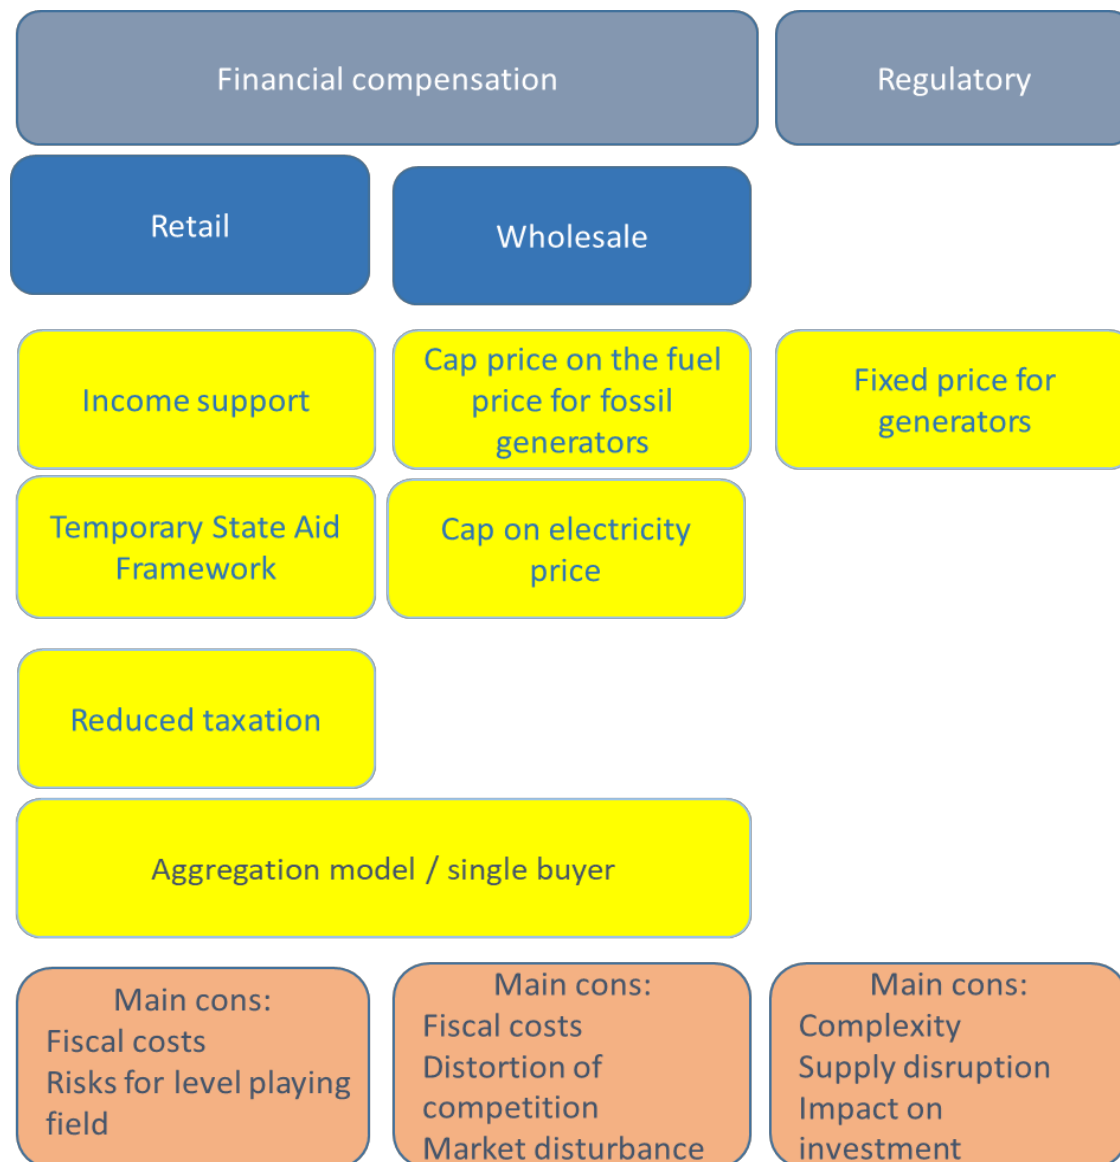 Financial compensation
Regulatory
Retail
Wholesale
Income support
Cap price on the fuel
price for fossil
generators
Fixed price for
generators
Temporary State Aid
Framework
Cap on electricity
price
Reduced taxation
Aggregation model / single buyer
Main cons:
Fiscal costs
Risks for level playing
field
Main cons:
Fiscal costs
Distortion of
competition
Market disturbance
Main cons:
Complexity
Supply disruption
Impact on
investment